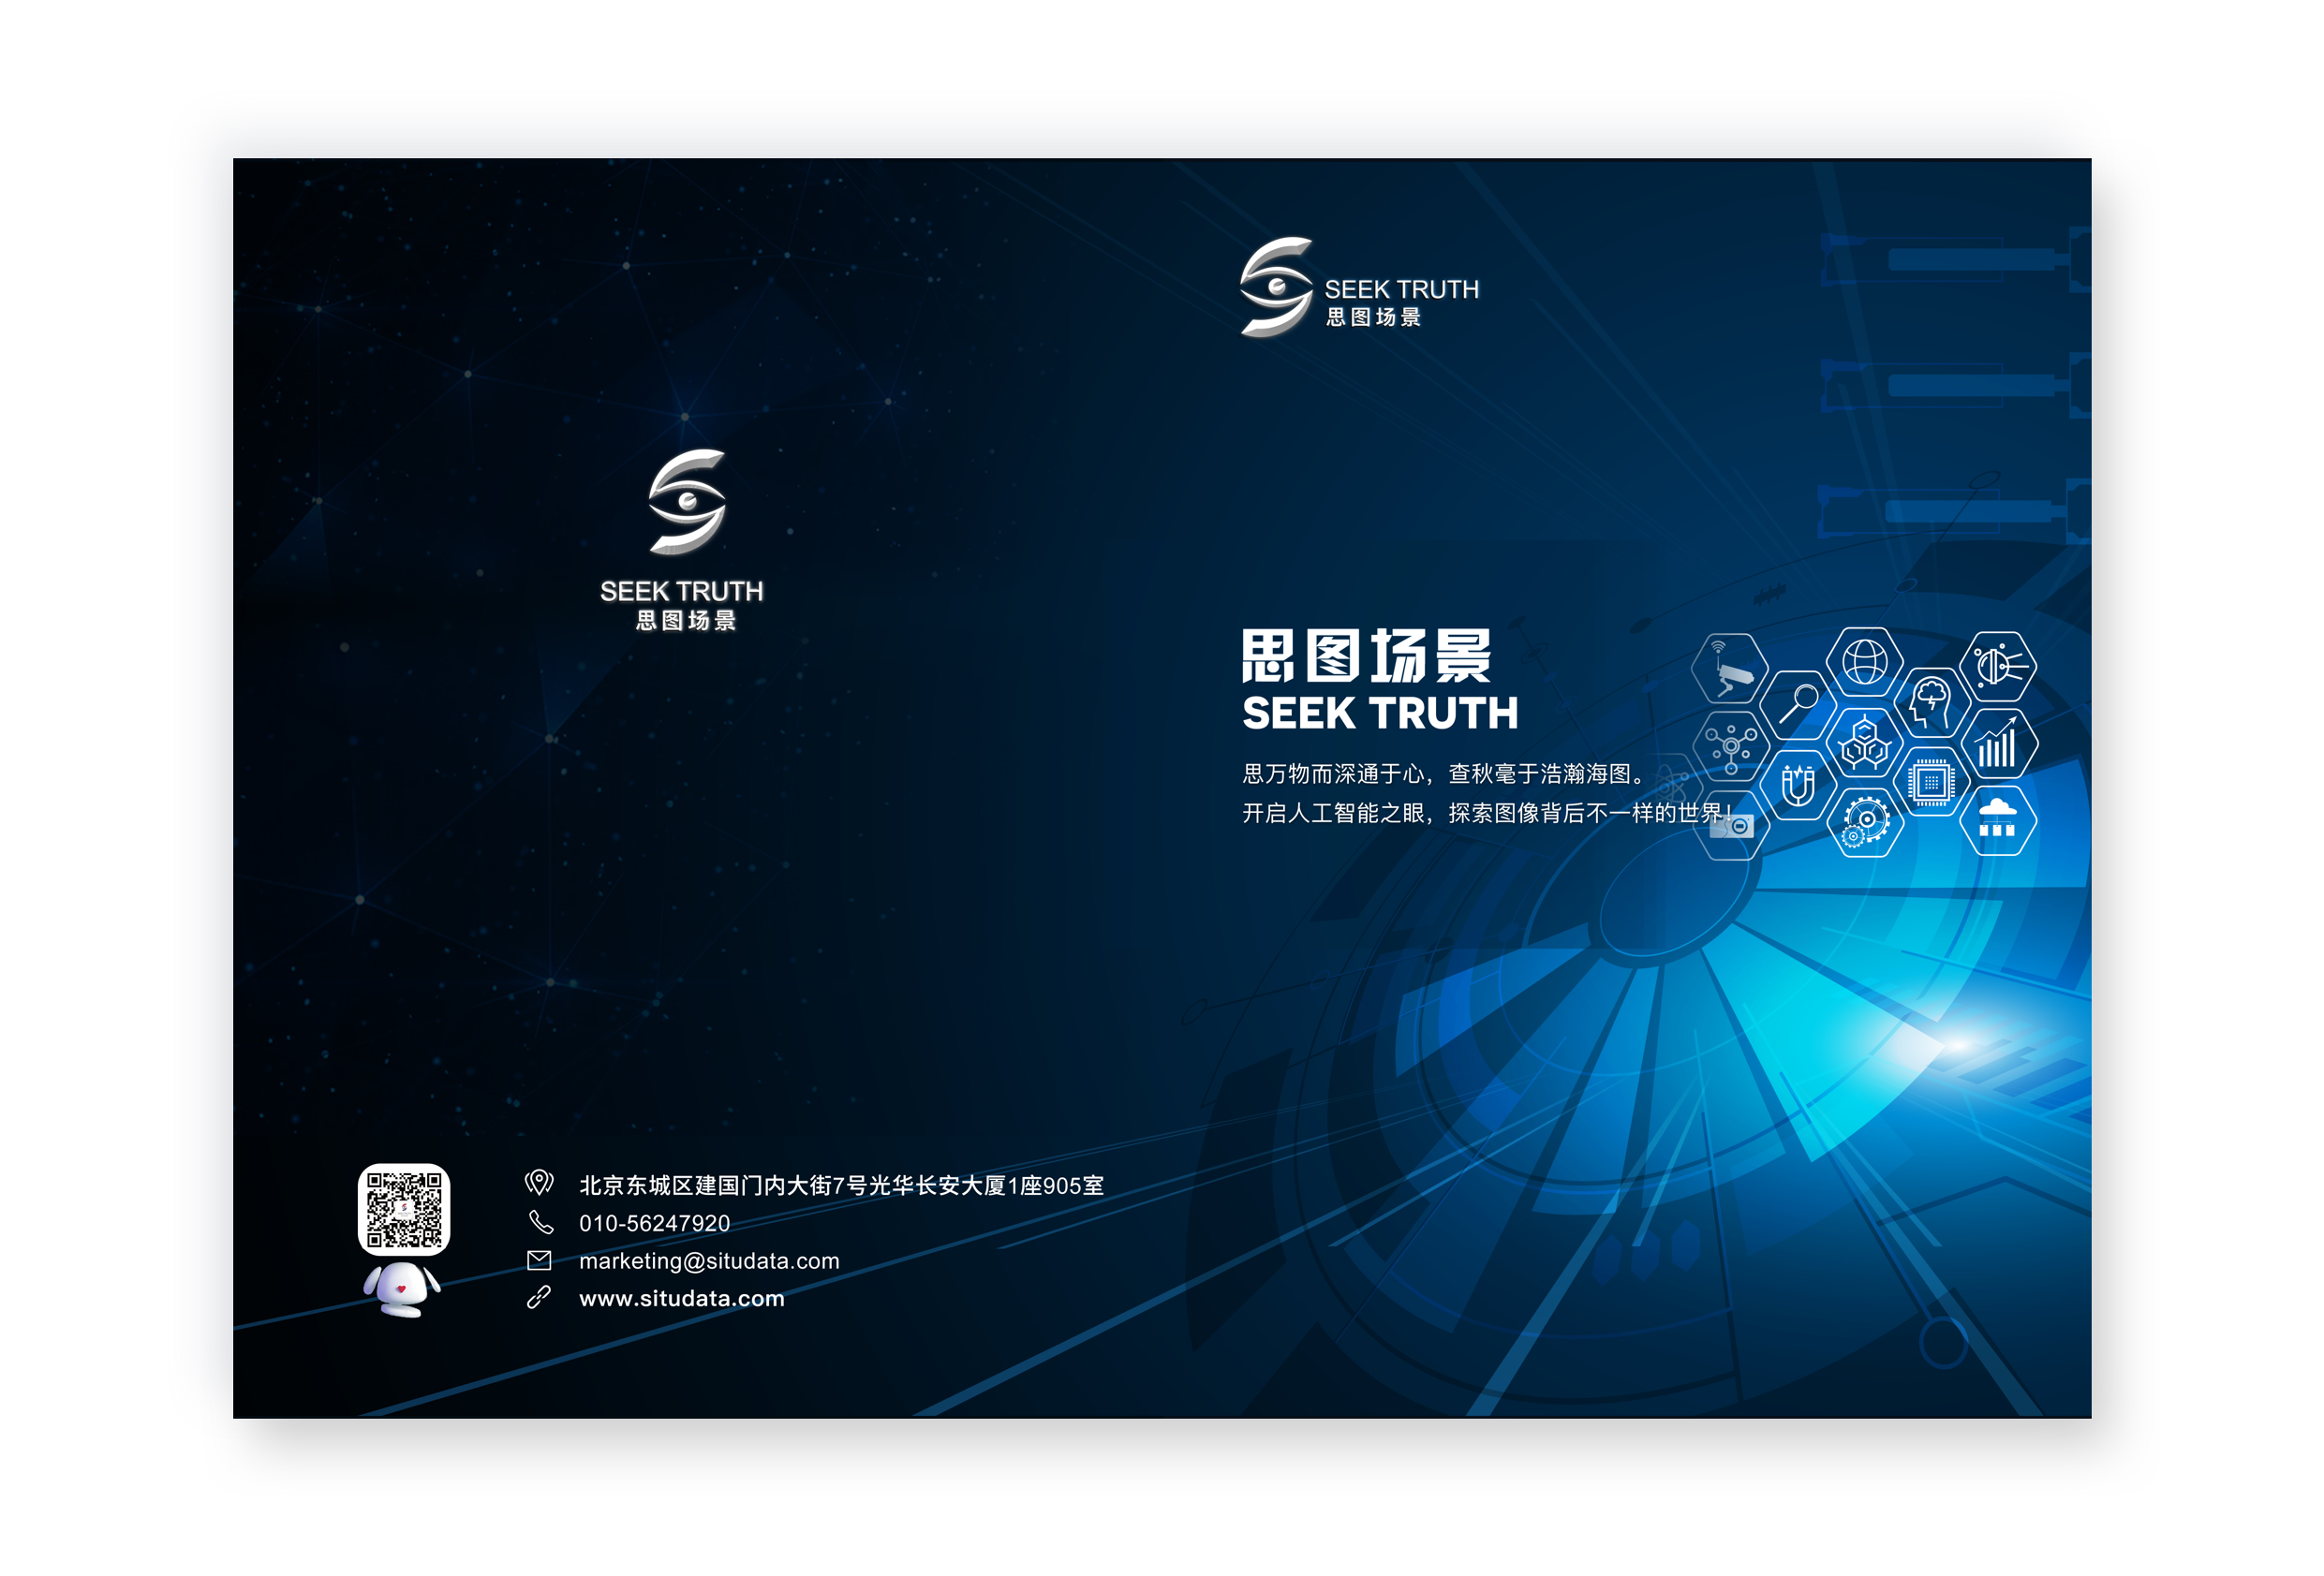 SEEK TRUTH
思图场景
北京东城区建国门内大街7号光华长安大厦1座905室
010-56247920
marketing@situdata.com
www.situdata.com
SEEK TRUTH
思图场景
思图场景
SEEK TRUTH
思万物而深通于心，查秋毫于浩瀚海图。
开启人工智能之眼，探索图像背后不一样的世界！